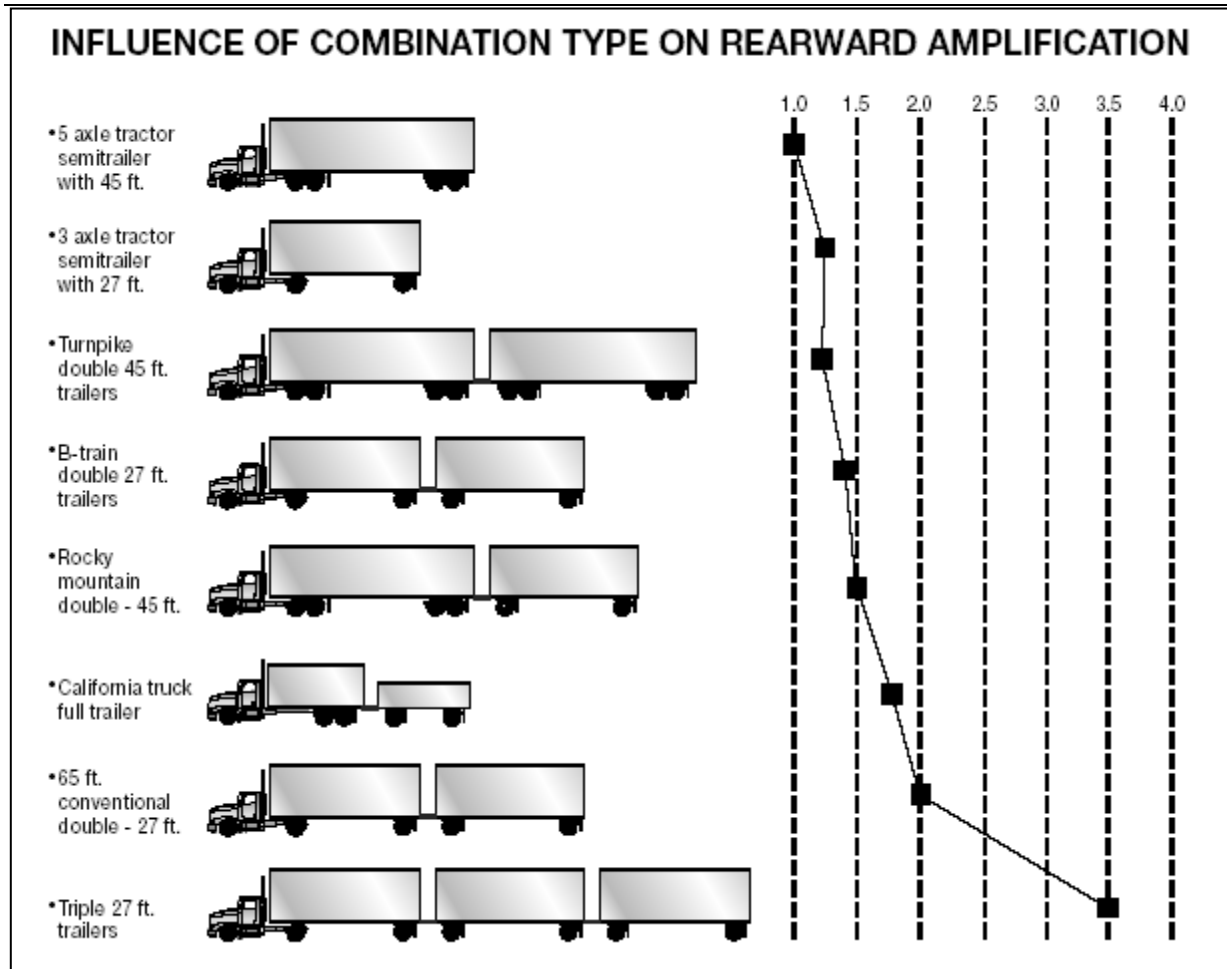 INFLUENCE OF COMBINATION TYPE ON REARWARD AMPLIFICATION
1.0 1.5 2.0 2.5 3.0 3.5 4.0
•5 axle tractor
semitrailer
with 45 ft.
•3 axle tractor
semitrailer
with 27 ft.
•Turnpike
double 45 ft.
trailers
•B-train
double 27 ft.
trailers
•Rocky
mountain
double - 45 ft.
•California truck
full trailer
•65 ft.
conventional
double - 27 ft.
•Triple 27 ft.
trailers